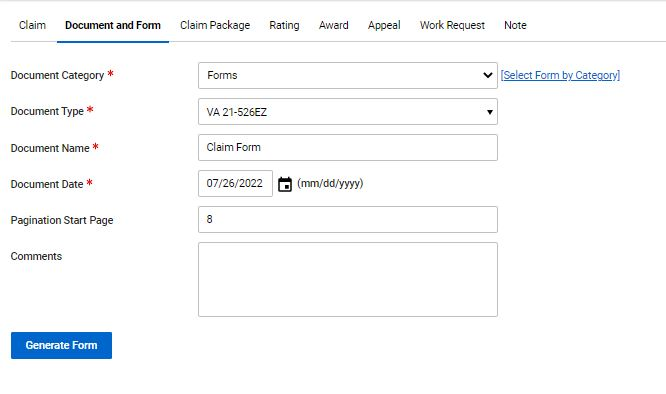 Claim Document and Form Claim Package Rating Award Appeal Work Request Note
Document Category * Forms [Select Form by Category]
Document Type * VA 21-526EZ
Document Name * Claim Form
Document Date * 07/26/2022 (mm/dd/yyyy)
Pagination Start Page 8
Comments
Generate Form